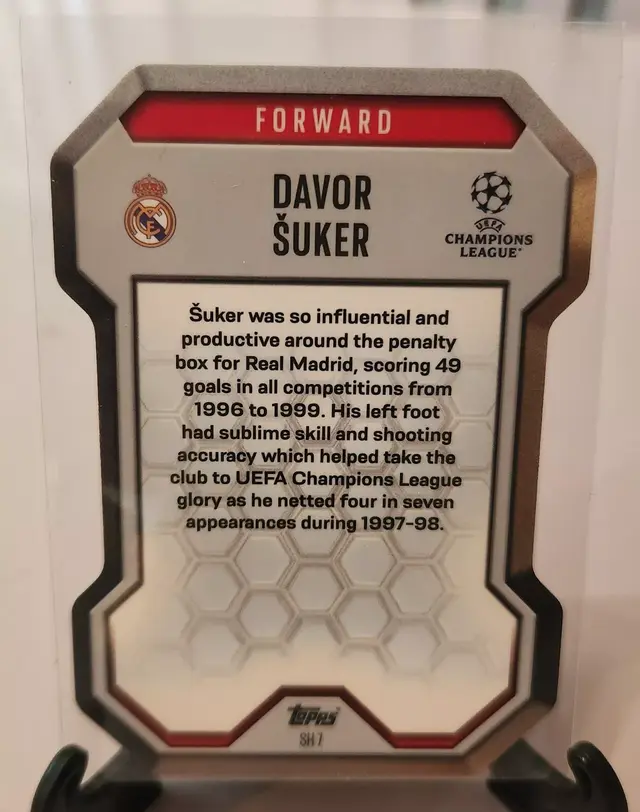 FORWARD
DAVOR
ŠUKER
UEFA
CHAMPIONS
LEAGUE
Šuker was so influential and
productive around the penalty
box for Real Madrid, scoring 49
goals in all competitions from
1996 to 1999. His left foot
had sublime skill and shooting
accuracy which helped take the
club to UEFA Champions League
glory as he netted four in seven
appearances during 1997-98.
Topps
SH 7